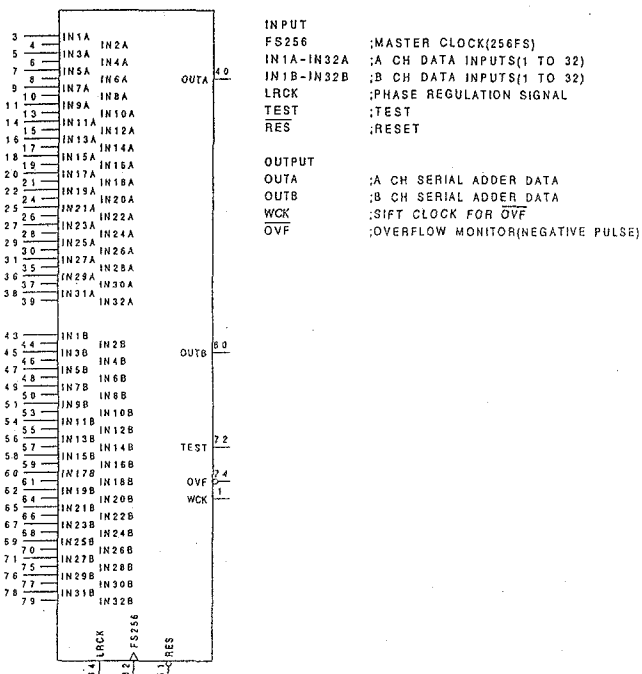 3 IN1A
4 IN2A
5 IN3A
6 IN4A
7 IN5A
8 IN6A
9 IN7A
10 IN8A
11 IN9A
13 IN10A
14 IN11A
15 IN12A
16 IN13A
17 IN14A
18 IN15A
19 IN16A
20 IN17A
21 IN18A
22 IN19A
24 IN20A
25 IN21A
26 IN22A
27 IN23A
28 IN24A
29 IN25A
30 IN26A
31 IN27A
35 IN28A
36 IN29A
37 IN30A
38 IN31A
39 IN32A
OUTA 40
43 IN1B
44 IN2B
45 IN3B
46 IN4B
47 IN5B
48 IN6B
49 IN7B
50 IN8B
51 IN9B
53 IN10B
54 IN11B
55 IN12B
56 IN13B
57 IN14B
58 IN15B
59 IN16B
60 IN17B
61 IN18B
62 IN19B
64 IN20B
65 IN21B
66 IN22B
67 IN23B
68 IN24B
69 IN25B
70 IN26B
71 IN27B
75 IN28B
76 IN29B
77 IN30B
78 IN31B
79 IN32B
OUTB 80
TEST 72
OVF 74
WCK 1
LRCK
FS256
RES
INPUT
FS256 ;MASTER CLOCK(256FS)
IN1A-IN32A ;A CH DATA INPUTS(1 TO 32)
IN1B-IN32B ;B CH DATA INPUTS(1 TO 32)
LRCK ;PHASE REGULATION SIGNAL
TEST ;TEST
RES ;RESET
OUTPUT
OUTA ;A CH SERIAL ADDER DATA
OUTB ;B CH SERIAL ADDER DATA
WCK ;SIFT CLOCK FOR OVF
OVF ;OVERFLOW MONITOR(NEGATIVE PULSE)